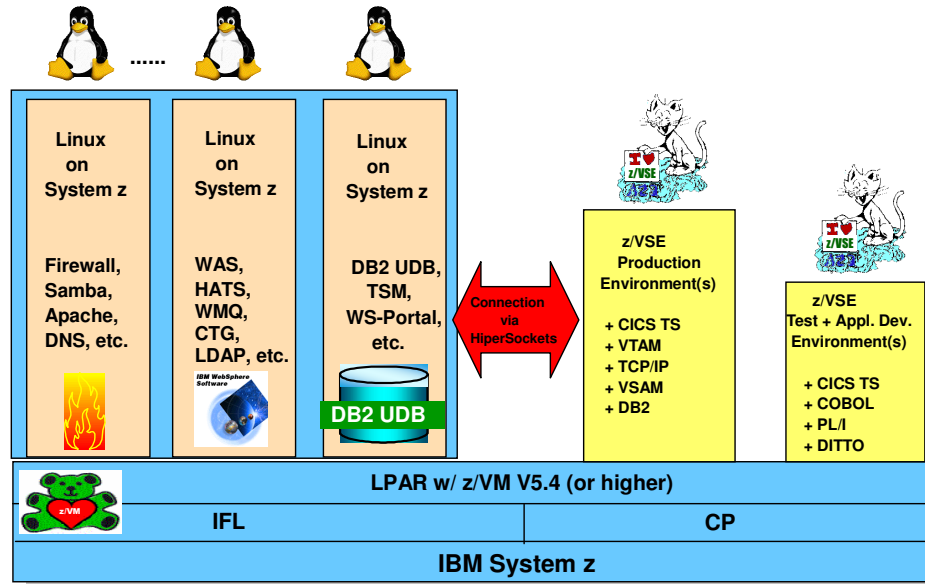 ......
Linux
on
System z
Firewall,
Samba,
Apache,
DNS, etc.
Linux
on
System z
WAS,
HATS,
WMQ,
CTG,
LDAP, etc.
IBM WebSphere
Software
Linux
on
System z
DB2 UDB,
TSM,
WS-Portal,
etc.
DB2 UDB
Connection
via
HiperSockets
I
z/VSE
z/VSE
Production
Environment(s)
+ CICS TS
+ VTAM
+ TCP/IP
+ VSAM
+ DB2
I
z/VSE
z/VSE
Test + Appl. Dev.
Environment(s)
+ CICS TS
+ COBOL
+ PL/I
+ DITTO
z/VM
LPAR w/ z/VM V5.4 (or higher)
IFL
CP
IBM System z